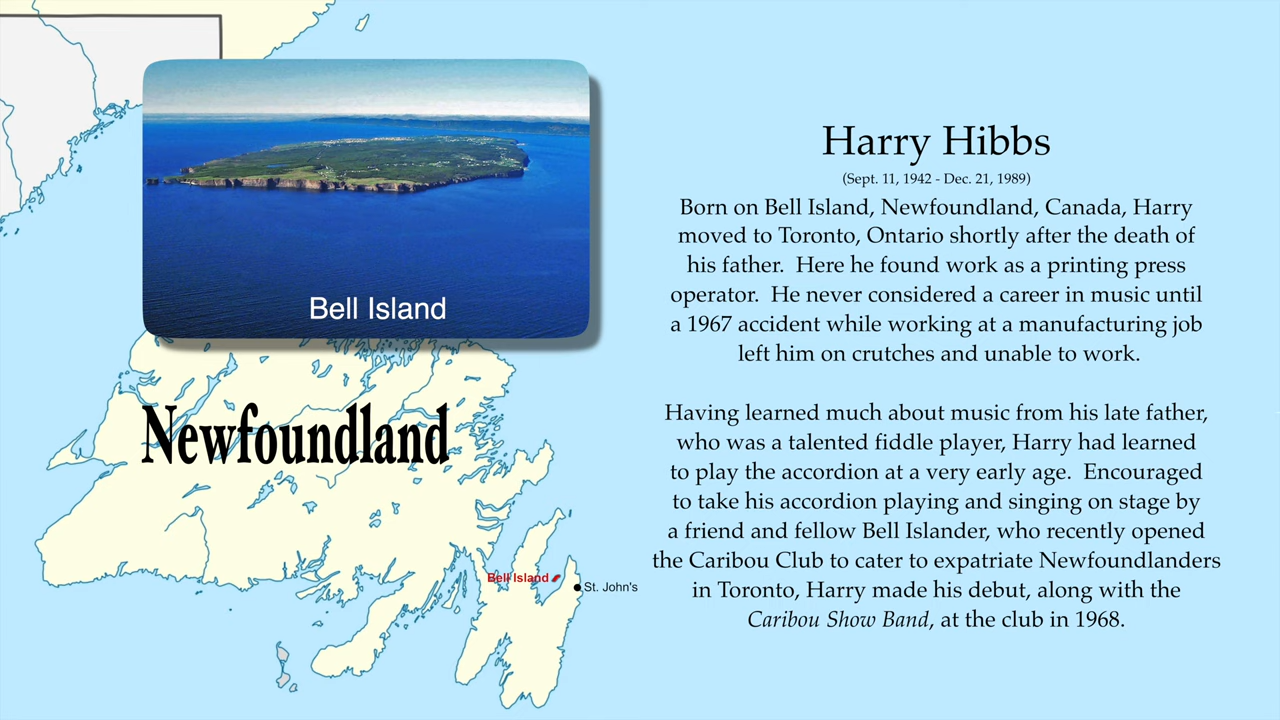 Bell Island
Newfoundland
Bell Island
St. John's
Harry Hibbs
(Sept. 11, 1942 - Dec. 21, 1989)
Born on Bell Island, Newfoundland, Canada, Harry
moved to Toronto, Ontario shortly after the death of
his father.  Here he found work as a printing press
operator.  He never considered a career in music until
a 1967 accident while working at a manufacturing job
left him on crutches and unable to work.
Having learned much about music from his late father,
who was a talented fiddle player, Harry had learned
to play the accordion at a very early age.  Encouraged
to take his accordion playing and singing on stage by
a friend and fellow Bell Islander, who recently opened
the Caribou Club to cater to expatriate Newfoundlanders
in Toronto, Harry made his debut, along with the
Caribou Show Band, at the club in 1968.